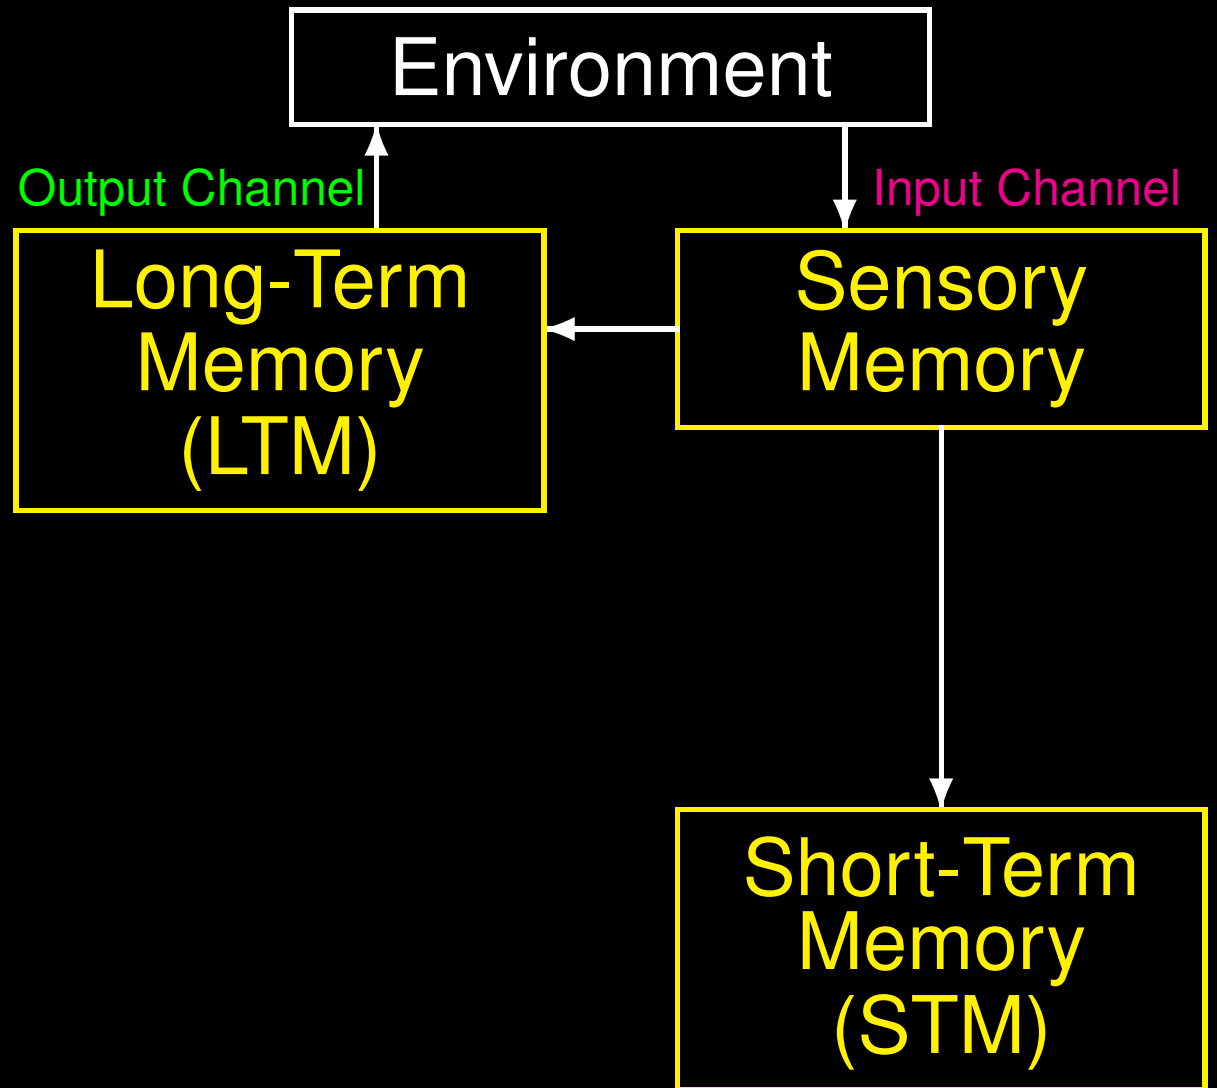 Environment
Output Channel
Input Channel
Long-Term
Memory
(LTM)
Sensory
Memory
Short-Term
Memory
(STM)